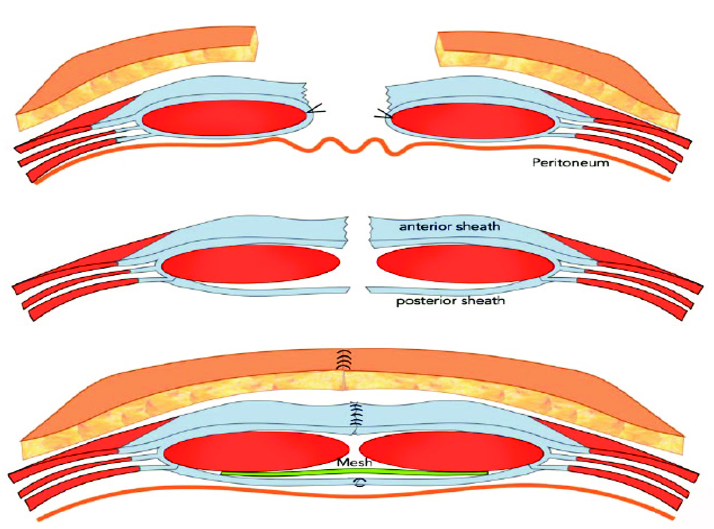 Peritoneum
anterior sheath
posterior sheath
Mesh